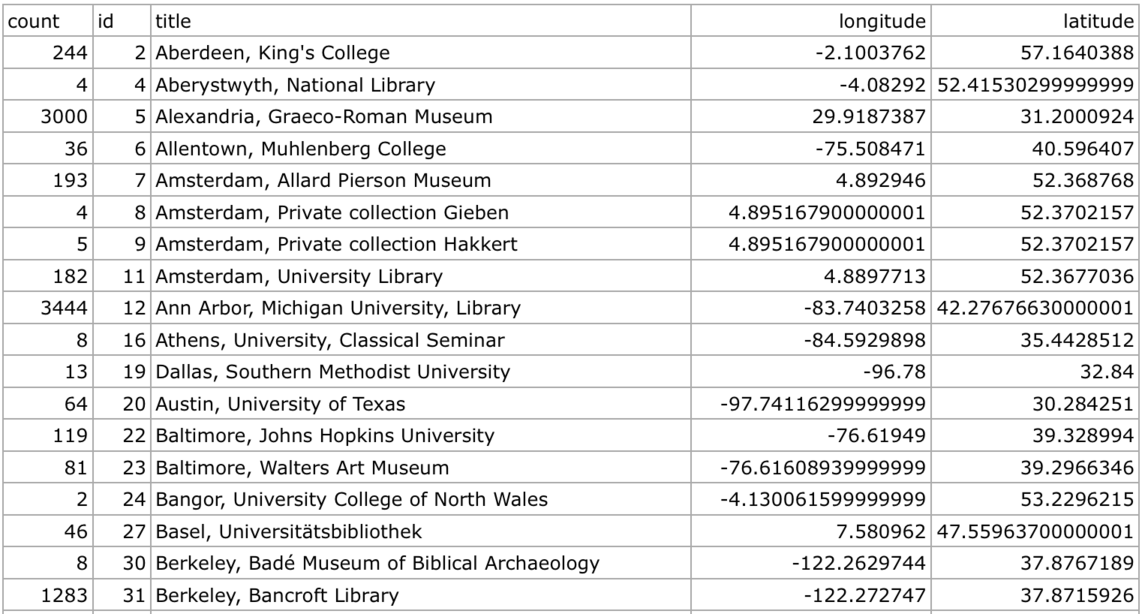 count id title longitude latitude
244 2 Aberdeen, King's College -2.1003762 57.1640388
4 4 Aberystwyth, National Library -4.08292 52.41530299999999
3000 5 Alexandria, Graeco-Roman Museum 29.9187387 31.2000924
36 6 Allentown, Muhlenberg College -75.508471 40.596407
193 7 Amsterdam, Allard Pierson Museum 4.892946 52.368768
4 8 Amsterdam, Private collection Gieben 4.895167900000001 52.3702157
5 9 Amsterdam, Private collection Hakkert 4.895167900000001 52.3702157
182 11 Amsterdam, University Library 4.8897713 52.3677036
3444 12 Ann Arbor, Michigan University, Library -83.7403258 42.27676630000001
8 16 Athens, University, Classical Seminar -84.5929898 35.4428512
13 19 Dallas, Southern Methodist University -96.78 32.84
64 20 Austin, University of Texas -97.74116299999999 30.284251
119 22 Baltimore, Johns Hopkins University -76.61949 39.328994
81 23 Baltimore, Walters Art Museum -76.61608939999999 39.2966346
2 24 Bangor, University College of North Wales -4.130061599999999 53.2296215
46 27 Basel, Universitätsbibliothek 7.580962 47.55963700000001
8 30 Berkeley, Badé Museum of Biblical Archaeology -122.2629744 37.8767189
1283 31 Berkeley, Bancroft Library -122.272747 37.8715926